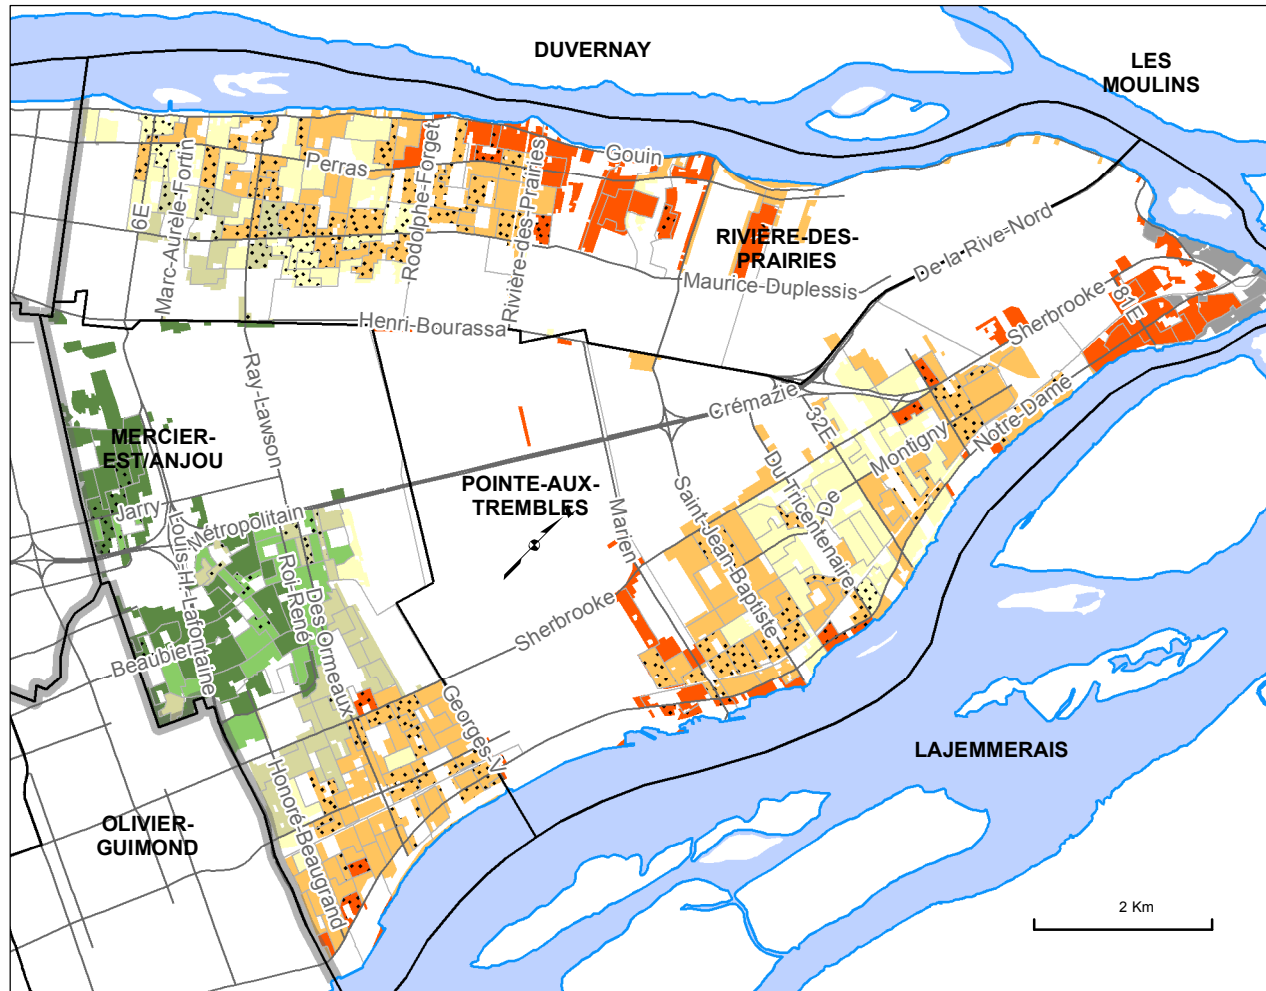 DUVERNAY
LES
MOULINS
Gouin
Perras
6E
Marc-Aurèle-Fortin
Rodolphe-Forget
Rivière-des-Prairies
RIVIÈRE-DES-
PRAIRIES
De la Rive-Nord
Maurice-Duplessis
Henri-Bourassa
Sherbrooke
81E
Ray-Lawson
Crémazie
Notre-Dame
32E
Montigny
De
MERCIER-
EST/ANJOU
Jarry
Métropolitain
POINTE-AUX-
TREMBLES
Marien
Saint-Jean-Baptiste
Du Tricentenaire
Louis-H.-Lafontaine
Roi-René
Des Ormeaux
Sherbrooke
Beaubie
Georges-V
Honoré-Beaugrand
LAJEMMERAIS
OLIVIER-
GUIMOND
2 Km